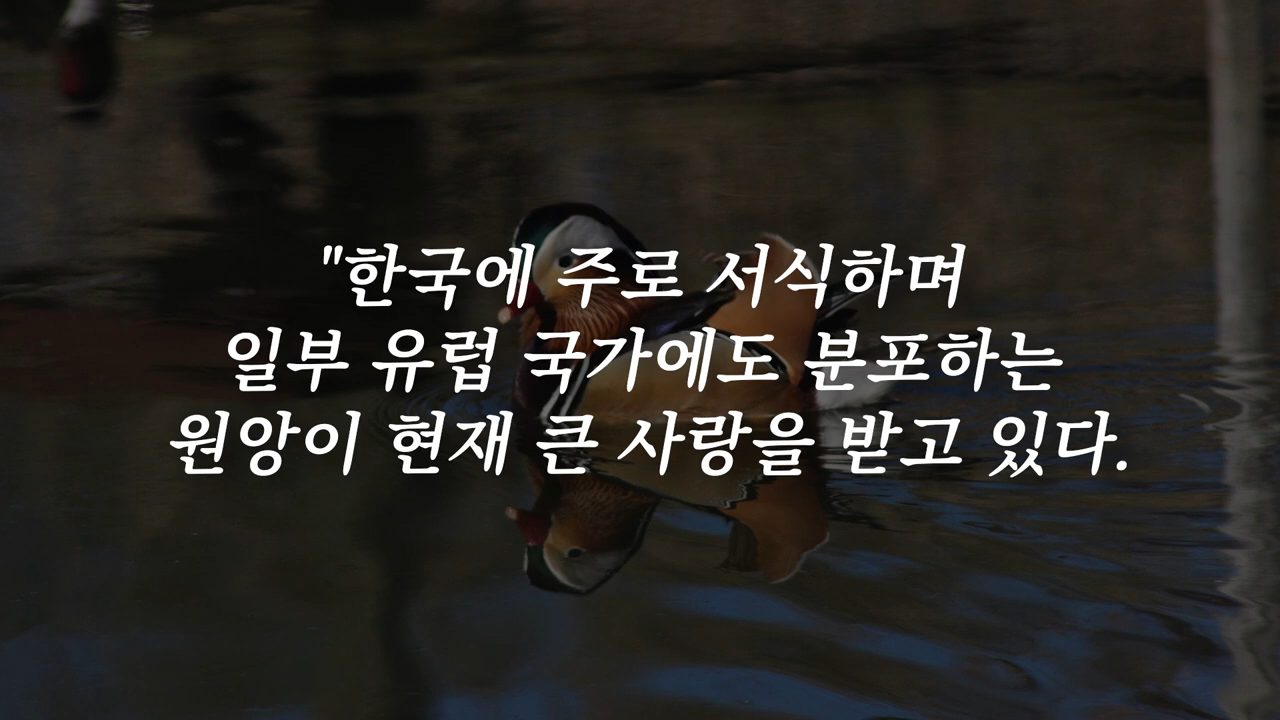 "한국에 주로 서식하며
일부 유럽 국가에도 분포하는
원앙이 현재 큰 사랑을 받고 있다.